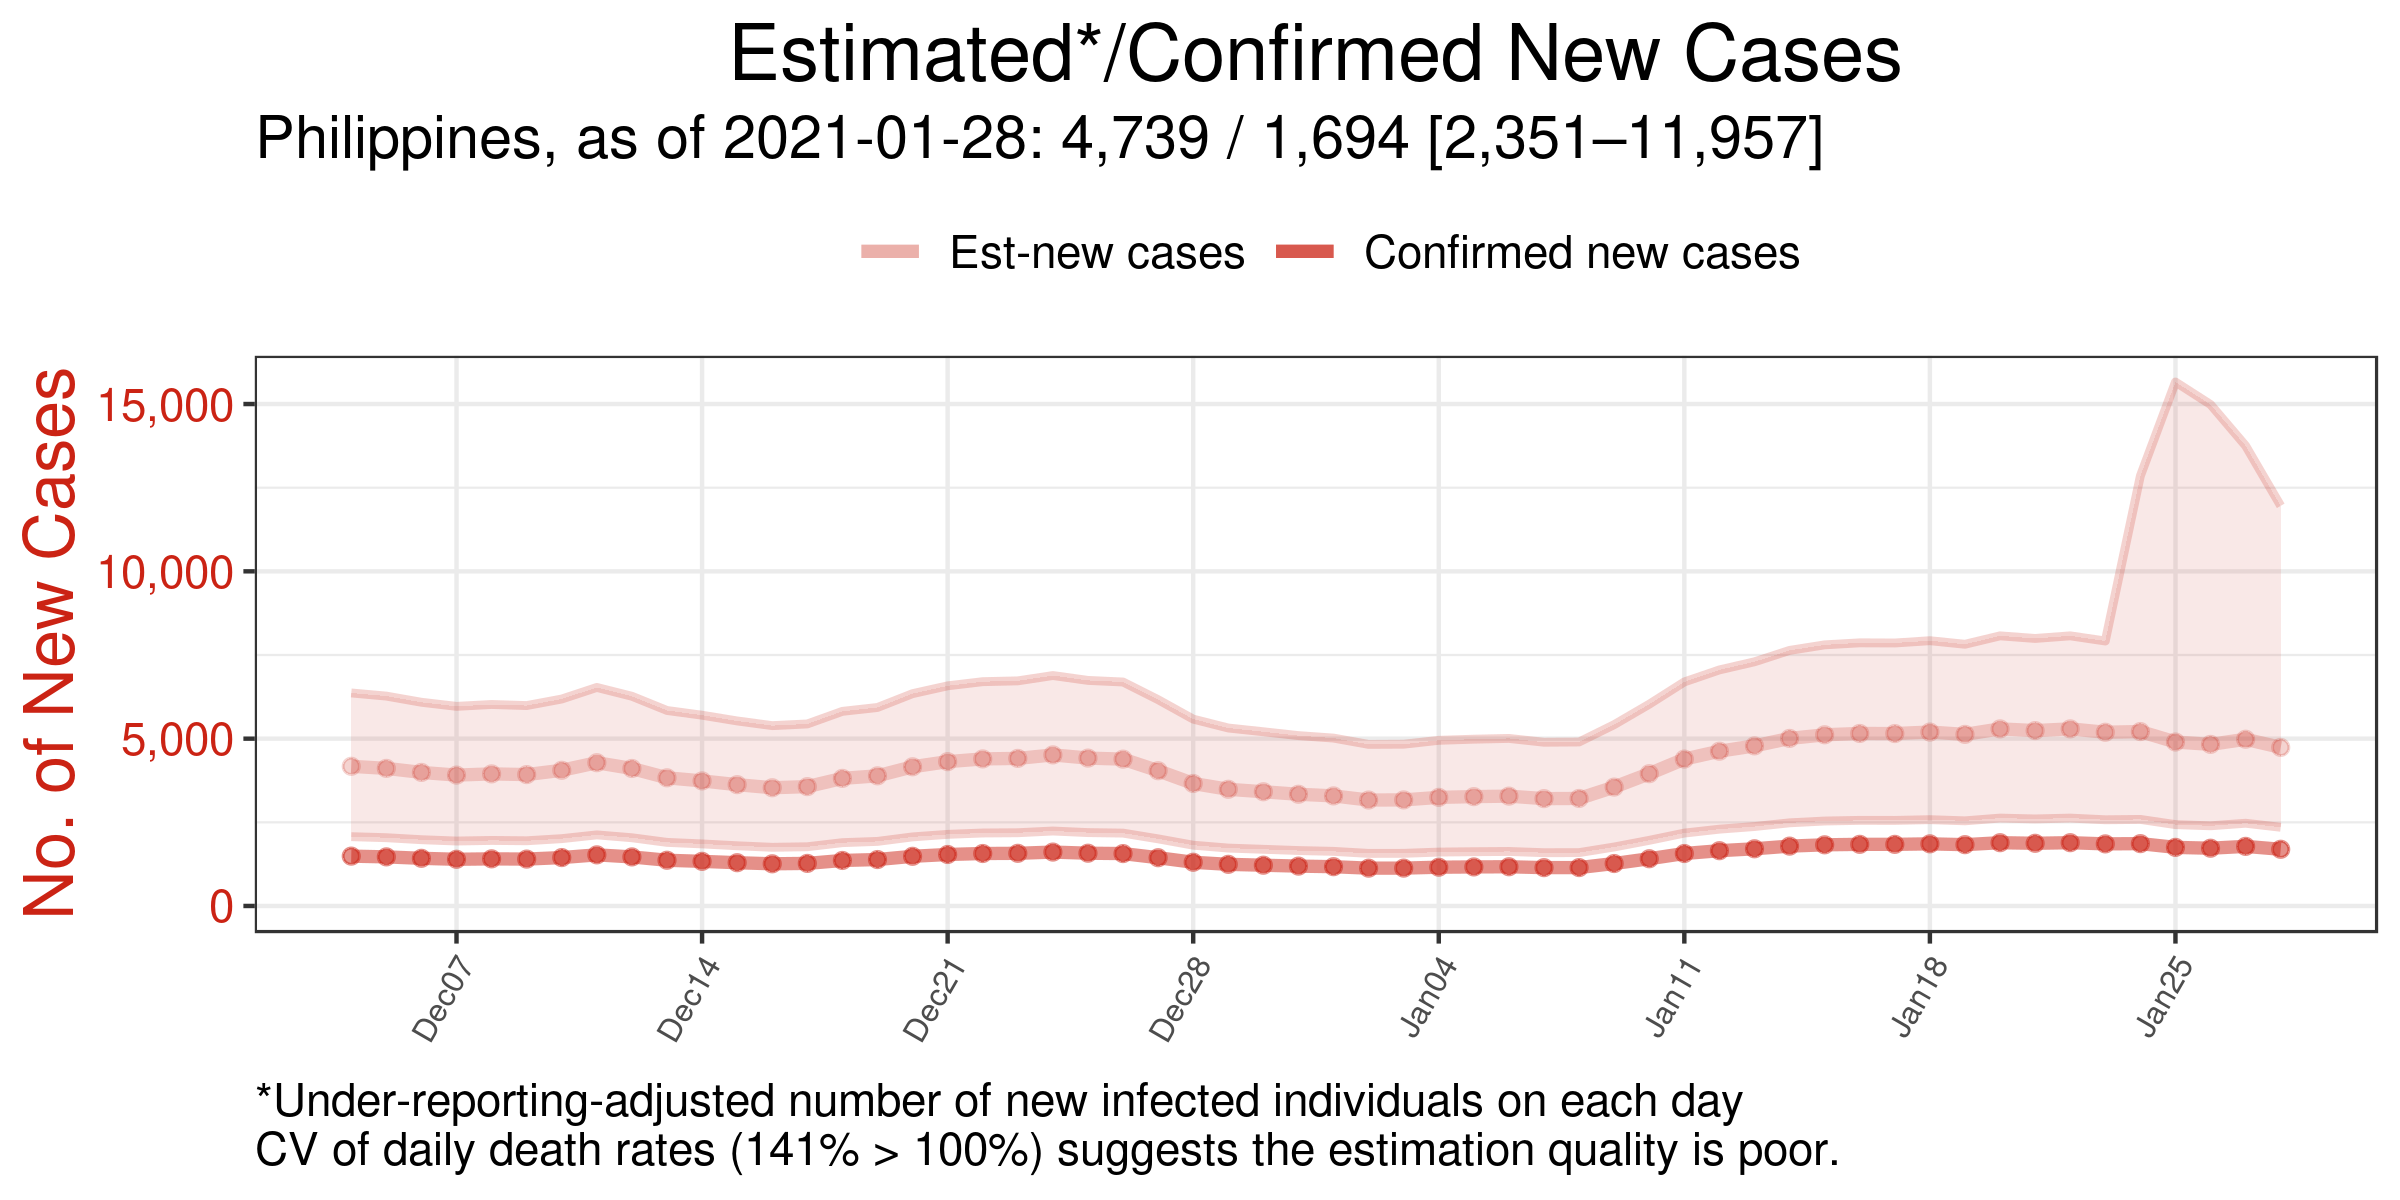 Estimated*/Confirmed New Cases
Philippines, as of 2021-01-28: 4,739 / 1,694 [2,351–11,957]
Est-new cases
Confirmed new cases
No. of New Cases
15,000
10,000
5,000
0
Dec07
Dec14
Dec21
Dec28
Jan04
Jan11
Jan18
Jan25
*Under-reporting-adjusted number of new infected individuals on each day
CV of daily death rates (141% > 100%) suggests the estimation quality is poor.